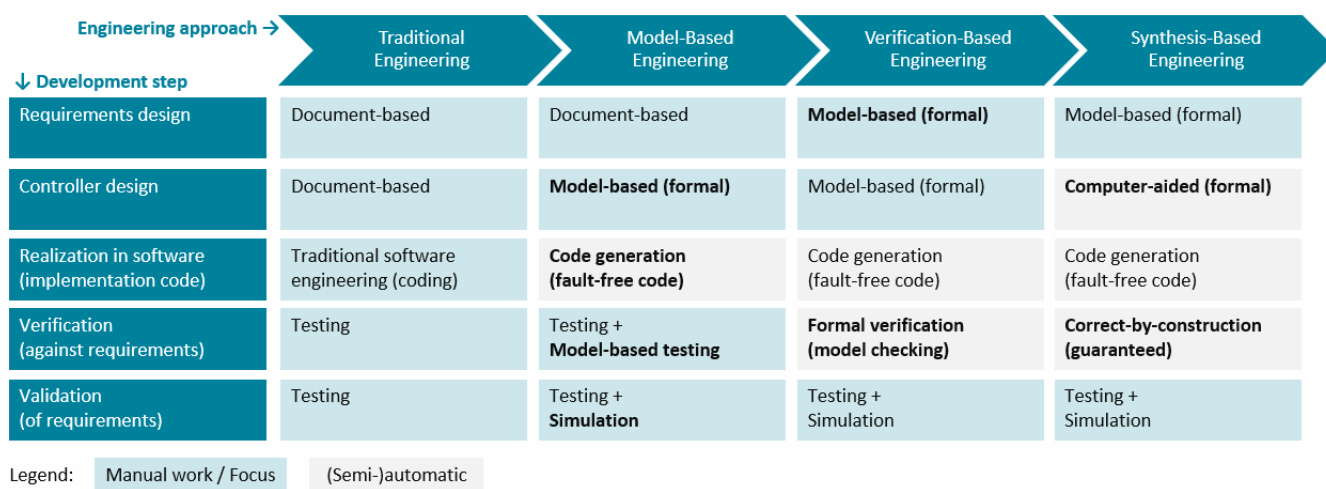 Engineering approach →
Traditional
Engineering
Model-Based
Engineering
Verification-Based
Engineering
Synthesis-Based
Engineering
↓ Development step
Requirements design
Document-based
Document-based
Model-based (formal)
Model-based (formal)
Controller design
Document-based
Model-based (formal)
Model-based (formal)
Computer-aided (formal)
Realization in software
(implementation code)
Traditional software
engineering (coding)
Code generation
(fault-free code)
Code generation
(fault-free code)
Code generation
(fault-free code)
Verification
(against requirements)
Testing
Testing +
Model-based testing
Formal verification
(model checking)
Correct-by-construction
(guaranteed)
Validation
(of requirements)
Testing
Testing +
Simulation
Testing +
Simulation
Testing +
Simulation
Legend:
Manual work / Focus
(Semi-)automatic